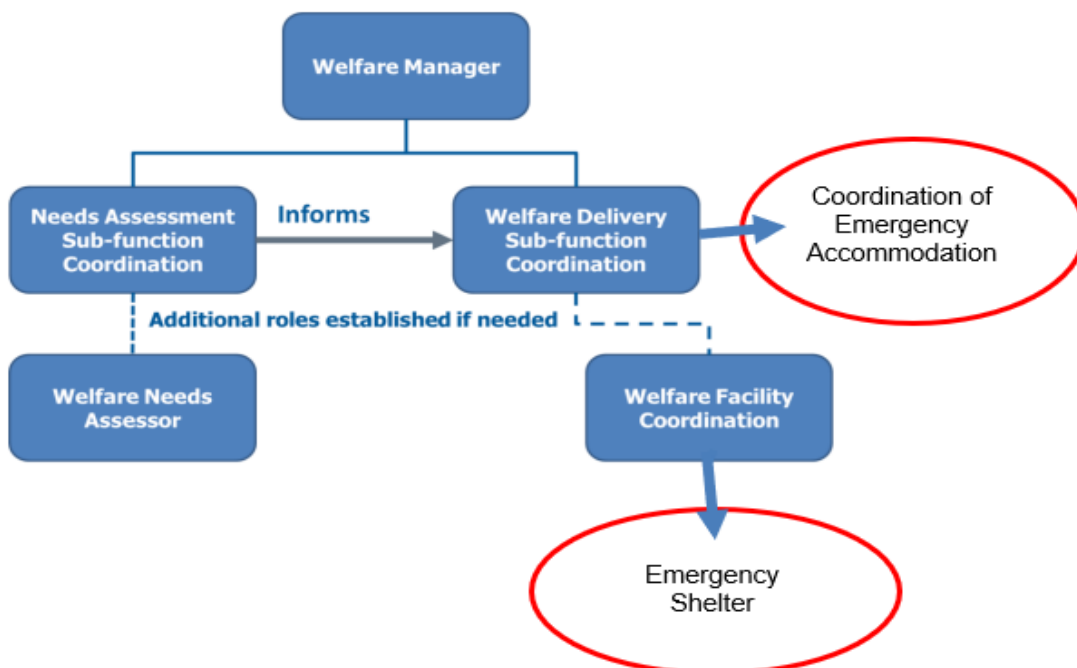 Welfare Manager
Needs Assessment
Sub-function
Coordination
Informs
Welfare Delivery
Sub-function
Coordination
Coordination of
Emergency
Accommodation
Additional roles established if needed
Welfare Needs
Assessor
Welfare Facility
Coordination
Emergency
Shelter